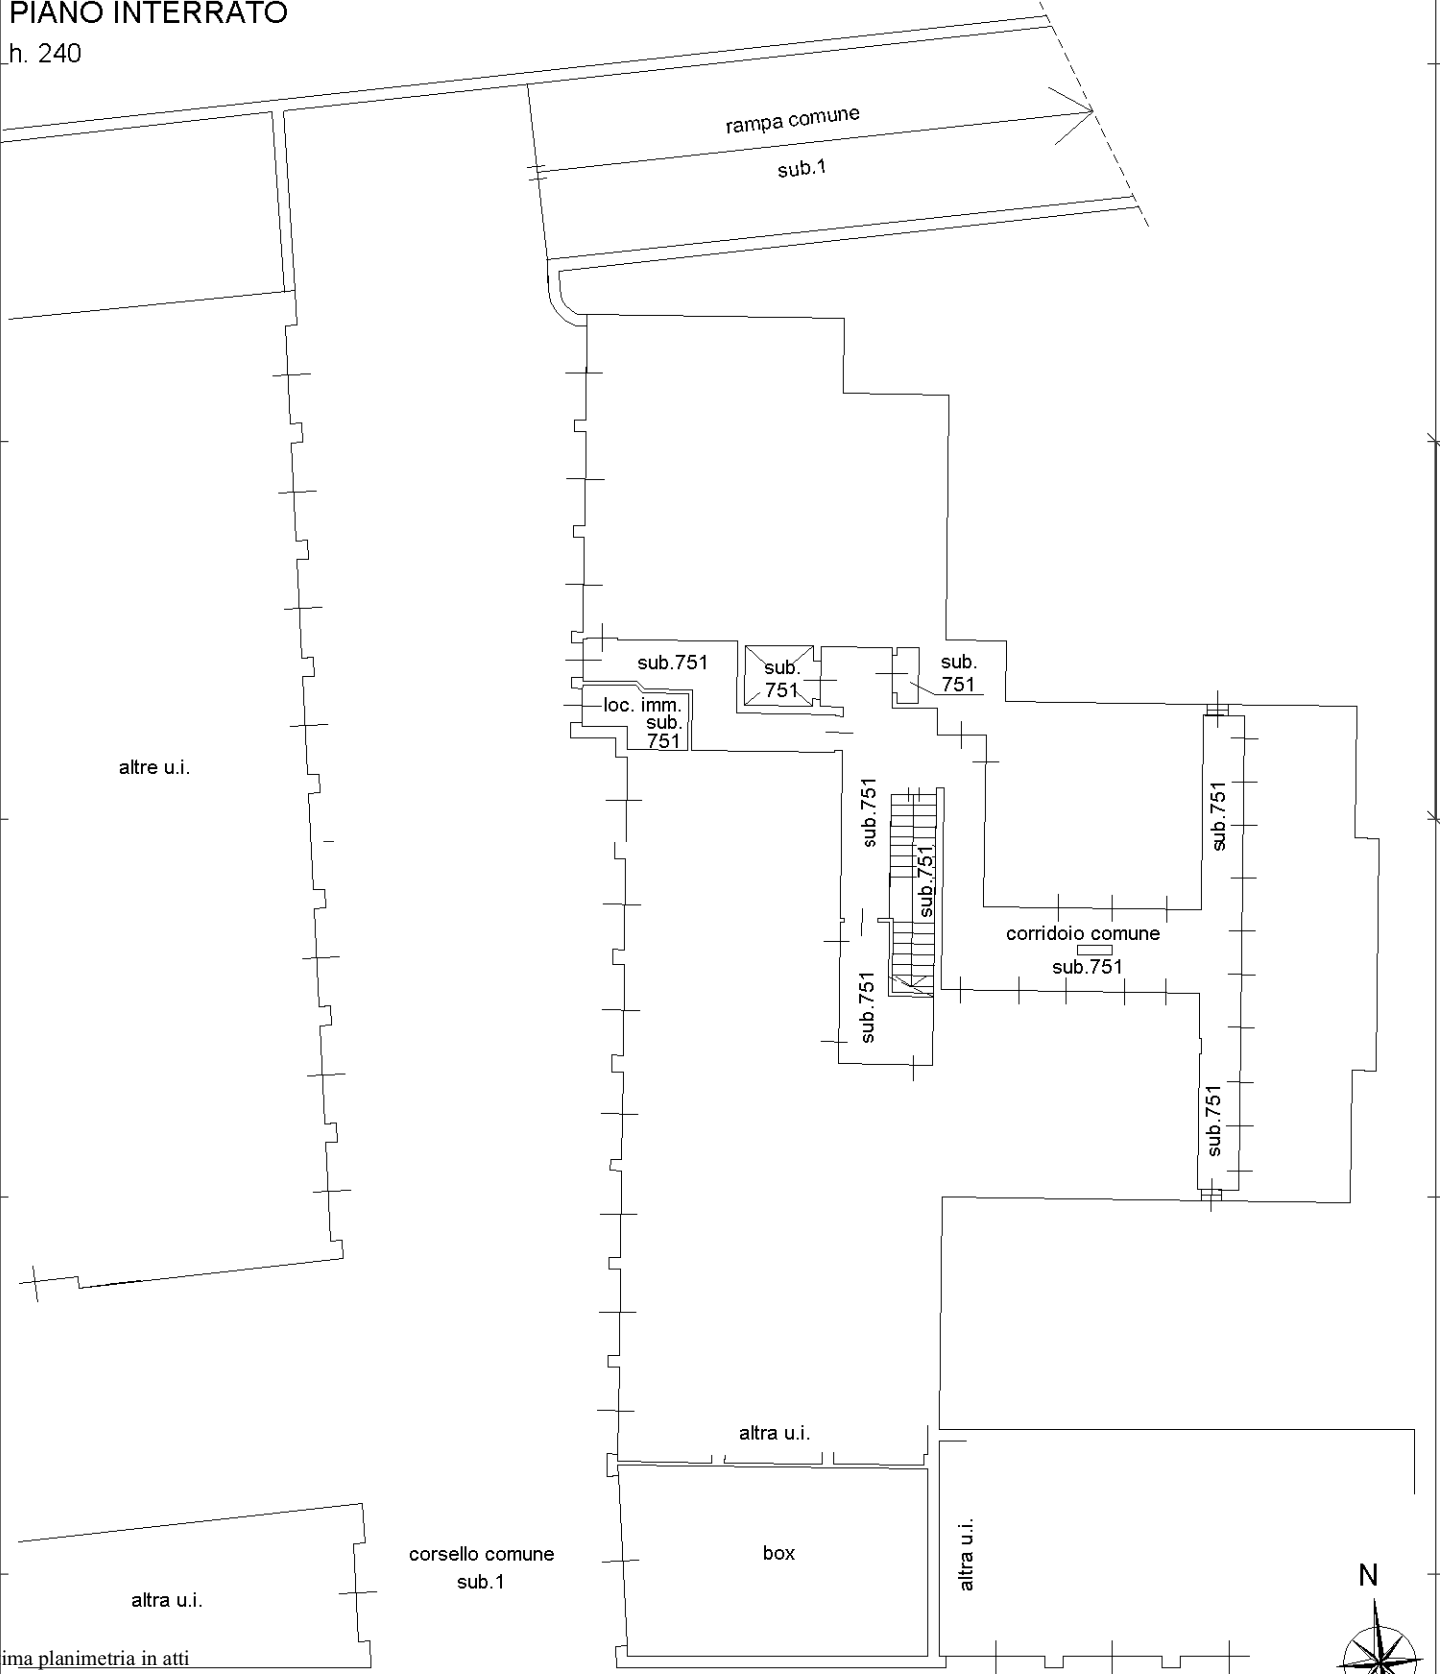 PIANO INTERRATO
h. 240
rampa comune
sub.1
sub.751
sub.
751
sub.
751
loc. imm.
sub.
751
altre u.i.
sub.751
sub.751
sub.751
corridoio comune
sub.751
sub.751
sub.751
altra u.i.
corsello comune
sub.1
box
altra u.i.
altra u.i.
N
ima planimetria in atti